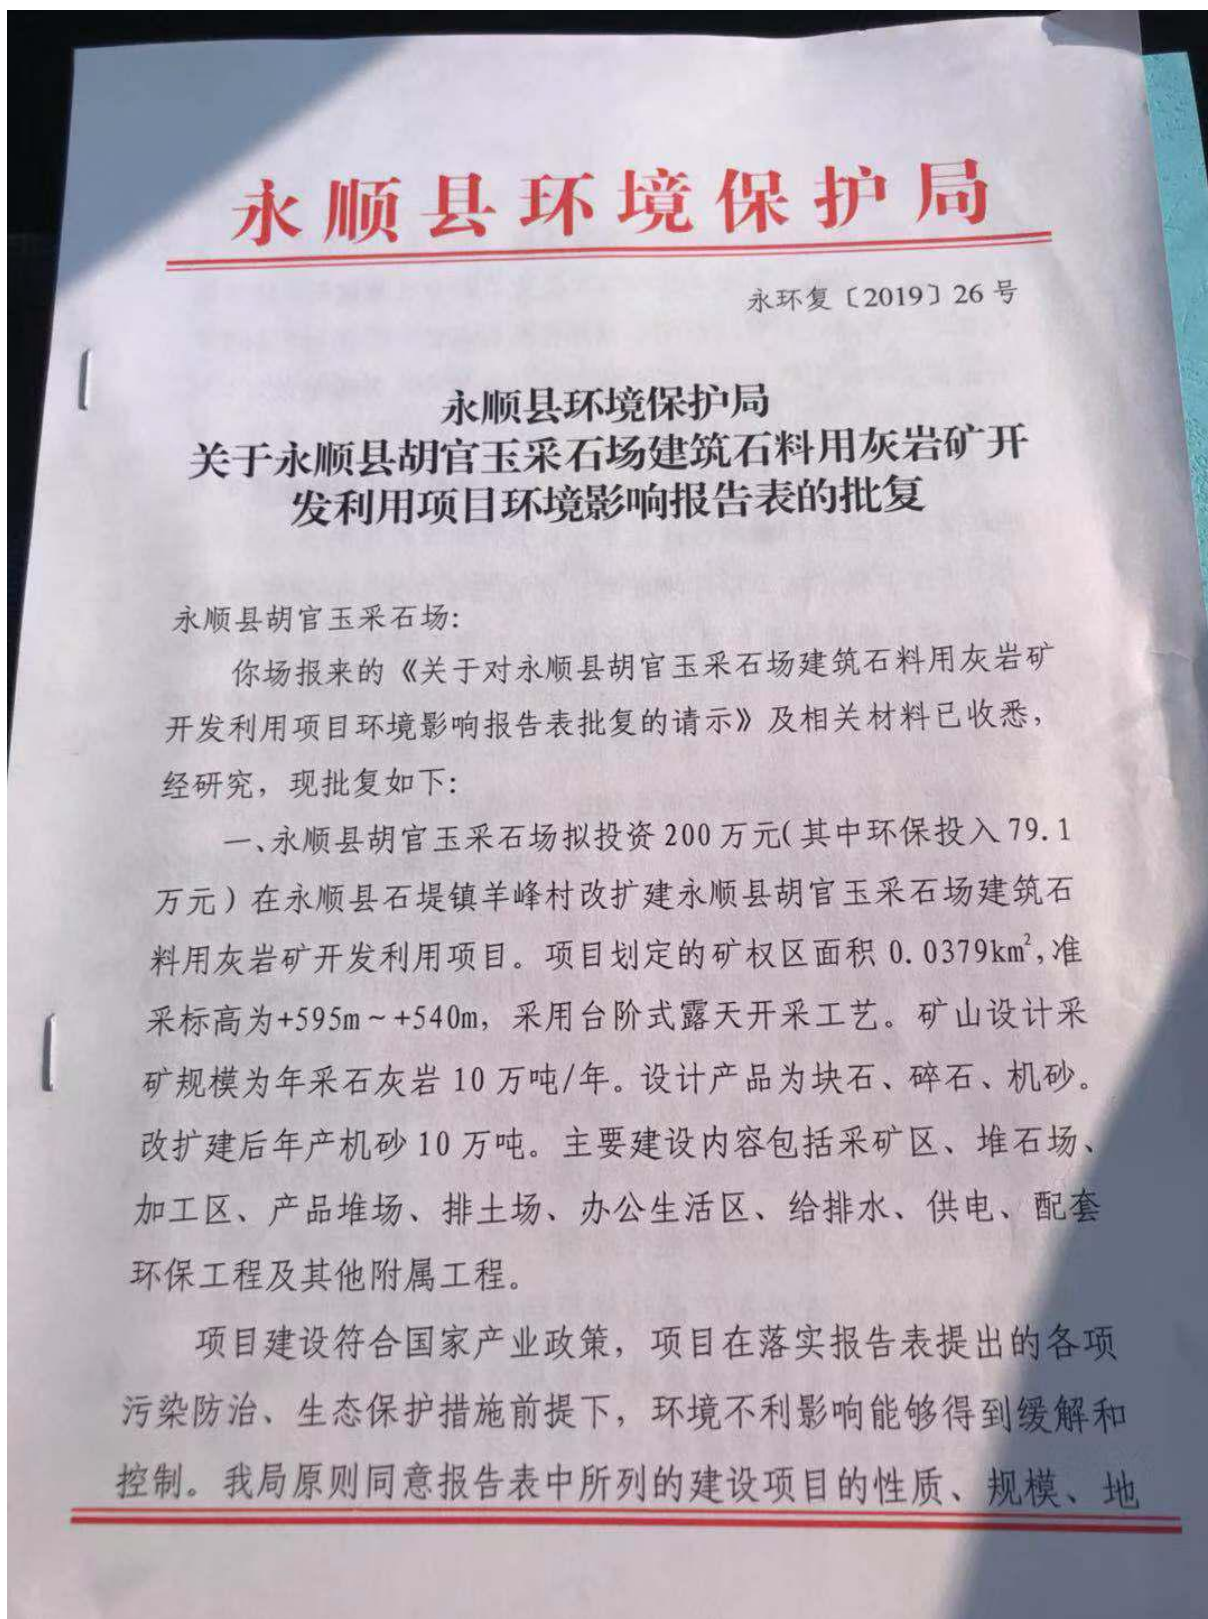 永顺县环境保护局
永环复〔2019〕26号
永顺县环境保护局
关于永顺县胡官玉采石场建筑石料用灰岩矿开
发利用项目环境影响报告表的批复
永顺县胡官玉采石场:
你场报来的《关于对永顺县胡官玉采石场建筑石料用灰岩矿
开发利用项目环境影响报告表批复的请示》及相关材料已收悉，
经研究，现批复如下:
一、永顺县胡官玉采石场拟投资200万元(其中环保投入79.1
万元)在永顺县石堤镇羊峰村改扩建永顺县胡官玉采石场建筑石
料用灰岩矿开发利用项目。项目划定的矿权区面积0.0379km²,准
采标高为+595m～+540m，采用台阶式露天开采工艺。矿山设计采
矿规模为年采石灰岩10万吨/年。设计产品为块石、碎石、机砂。
改扩建后年产机砂10万吨。主要建设内容包括采矿区、堆石场、
加工区、产品堆场、排土场、办公生活区、给排水、供电、配套
环保工程及其他附属工程。
项目建设符合国家产业政策，项目在落实报告表提出的各项
污染防治、生态保护措施前提下，环境不利影响能够得到缓解和
控制。我局原则同意报告表中所列的建设项目的性质、规模、地